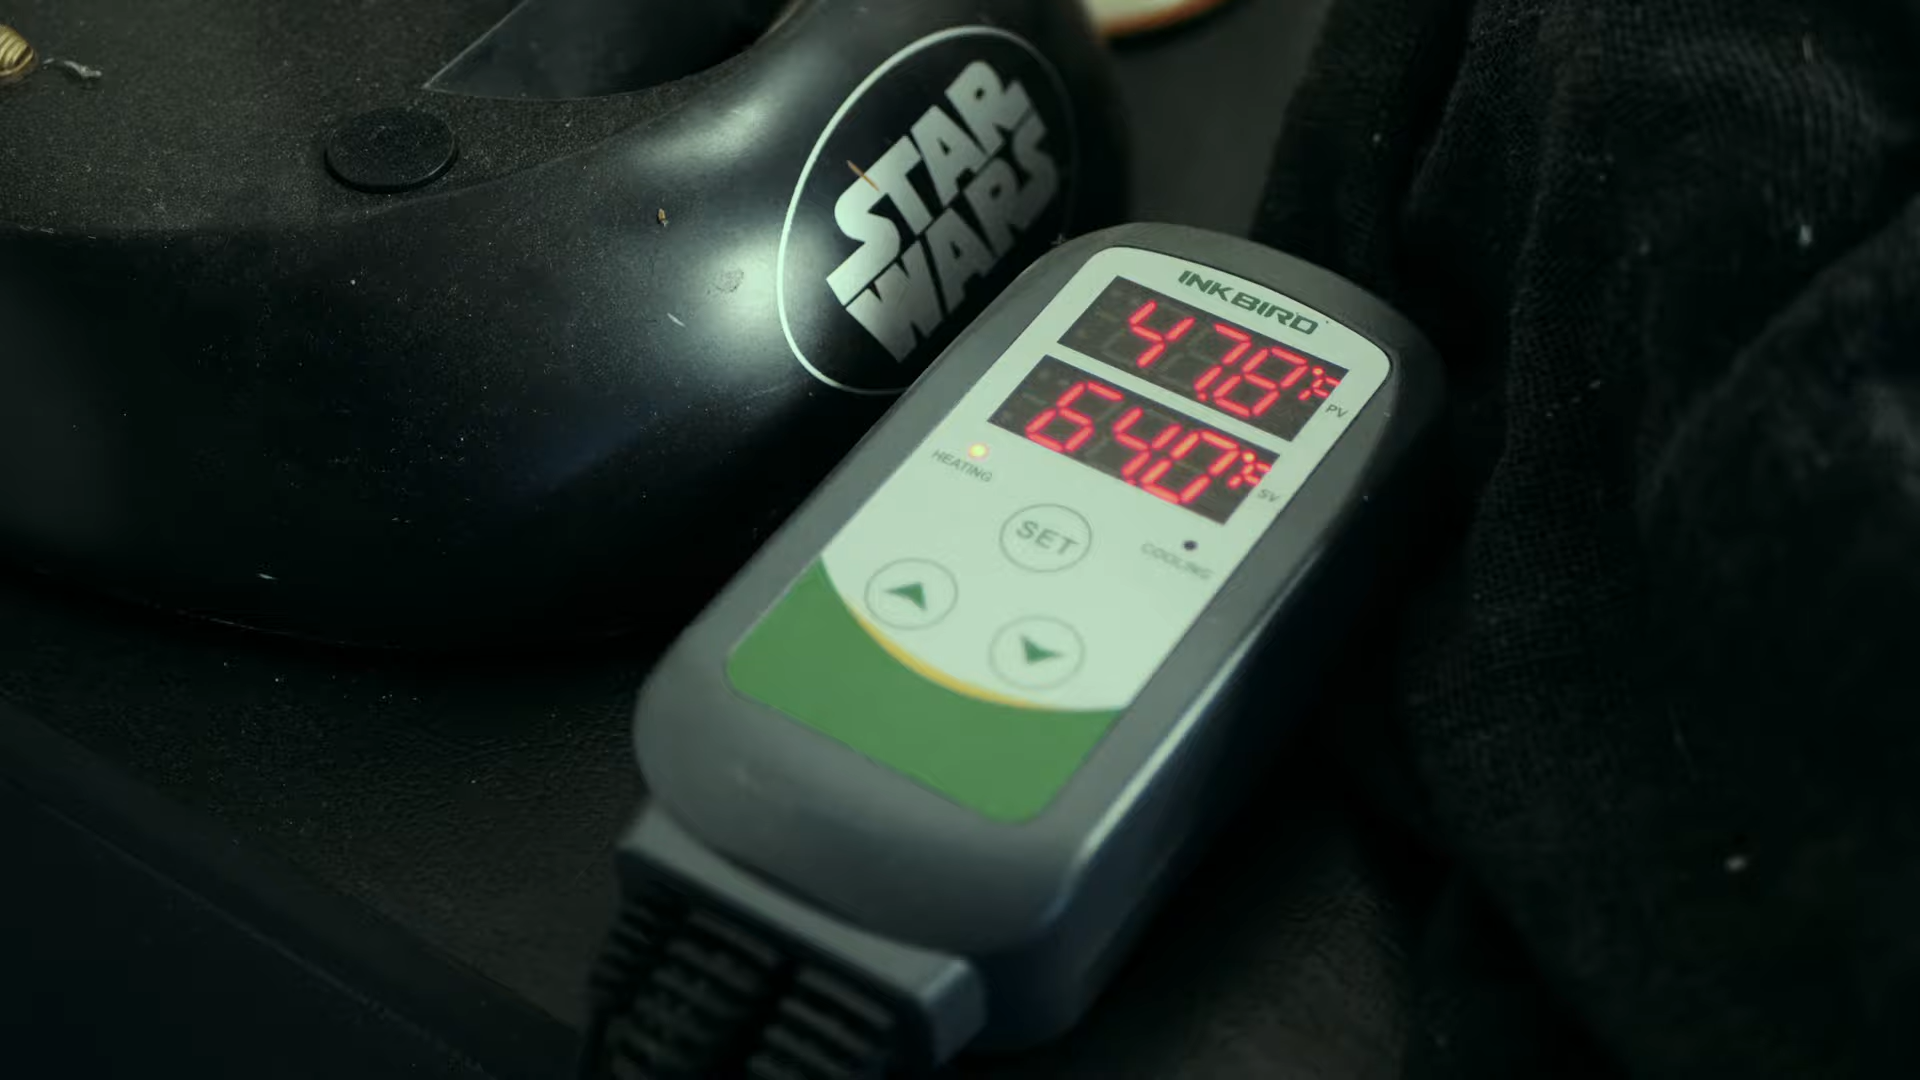 STAR
WARS
INKBIRD
47.8°F
PV
64.0°F
SV
HEATING
SET
COOLING